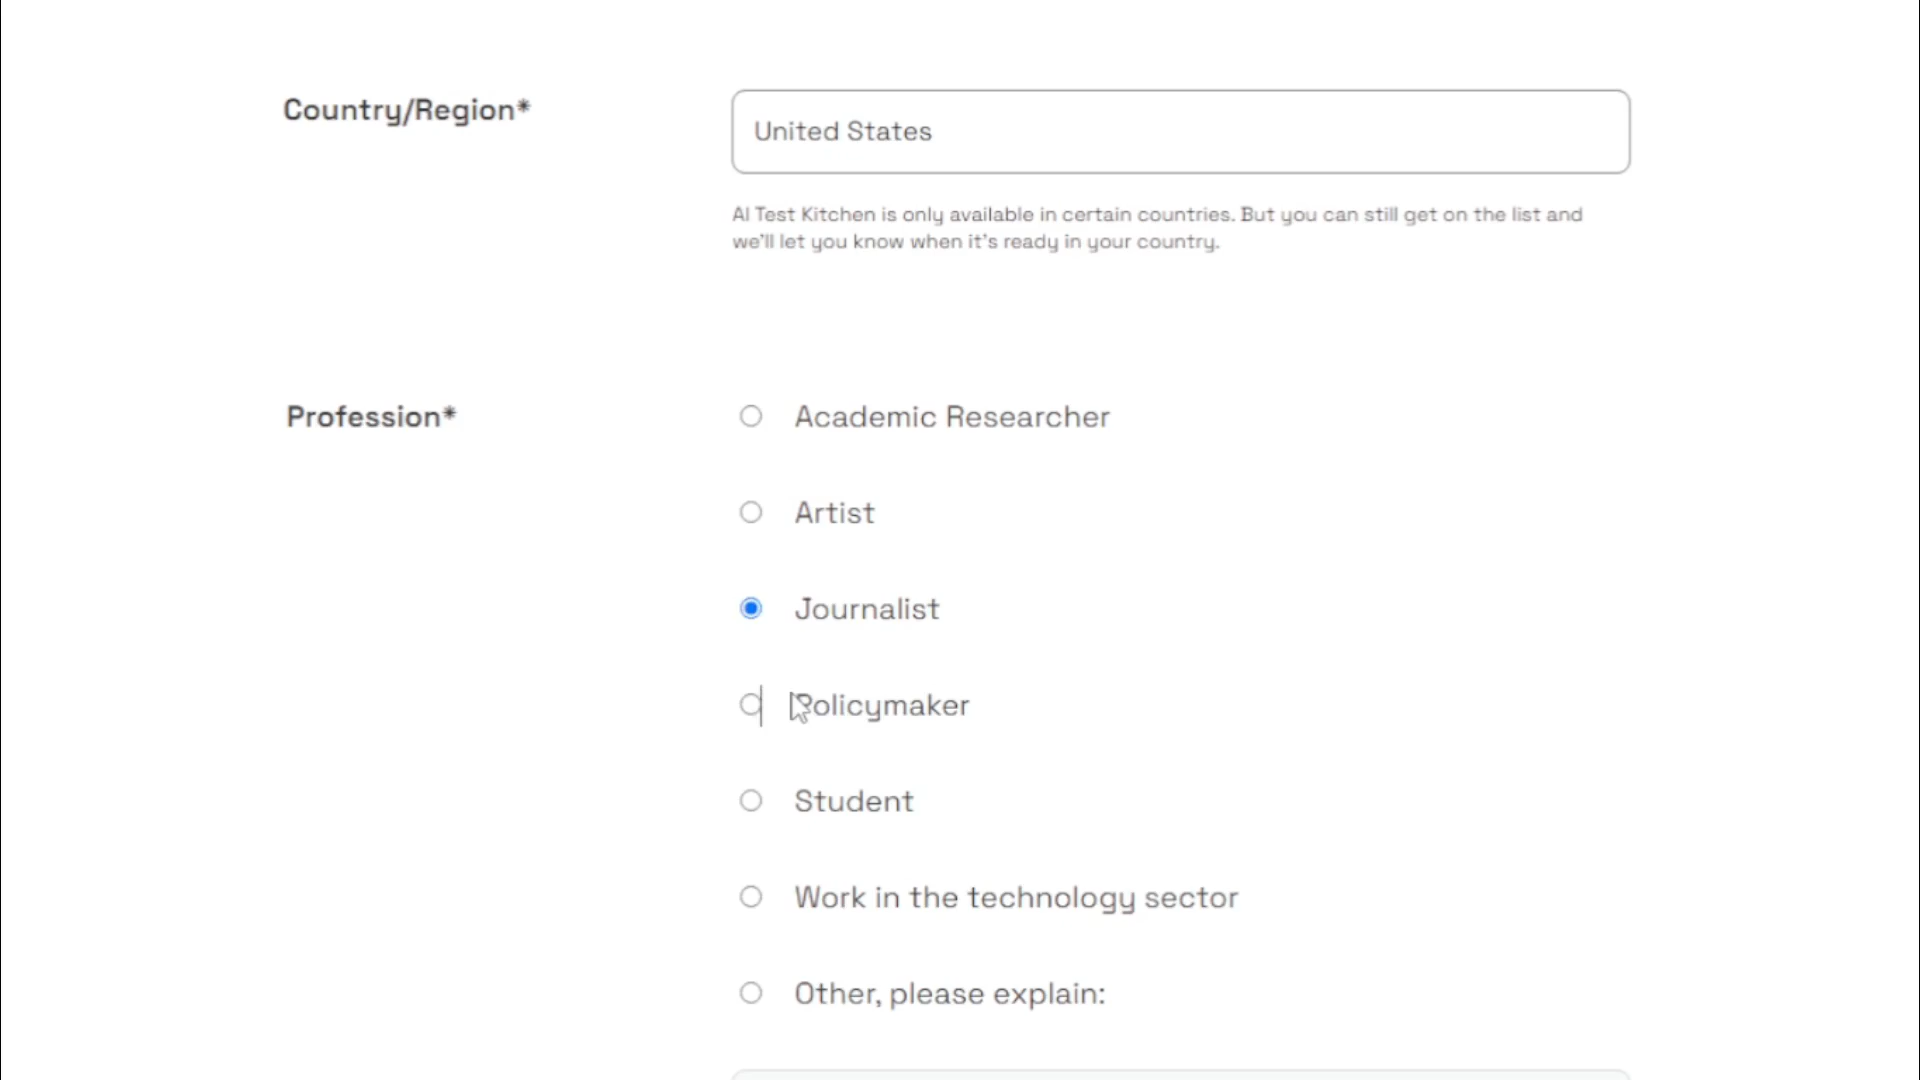 Country/Region*
United States
AI Test Kitchen is only available in certain countries. But you can still get on the list and
we'll let you know when it's ready in your country.
Profession*
Academic Researcher
Artist
Journalist
Policymaker
Student
Work in the technology sector
Other, please explain: